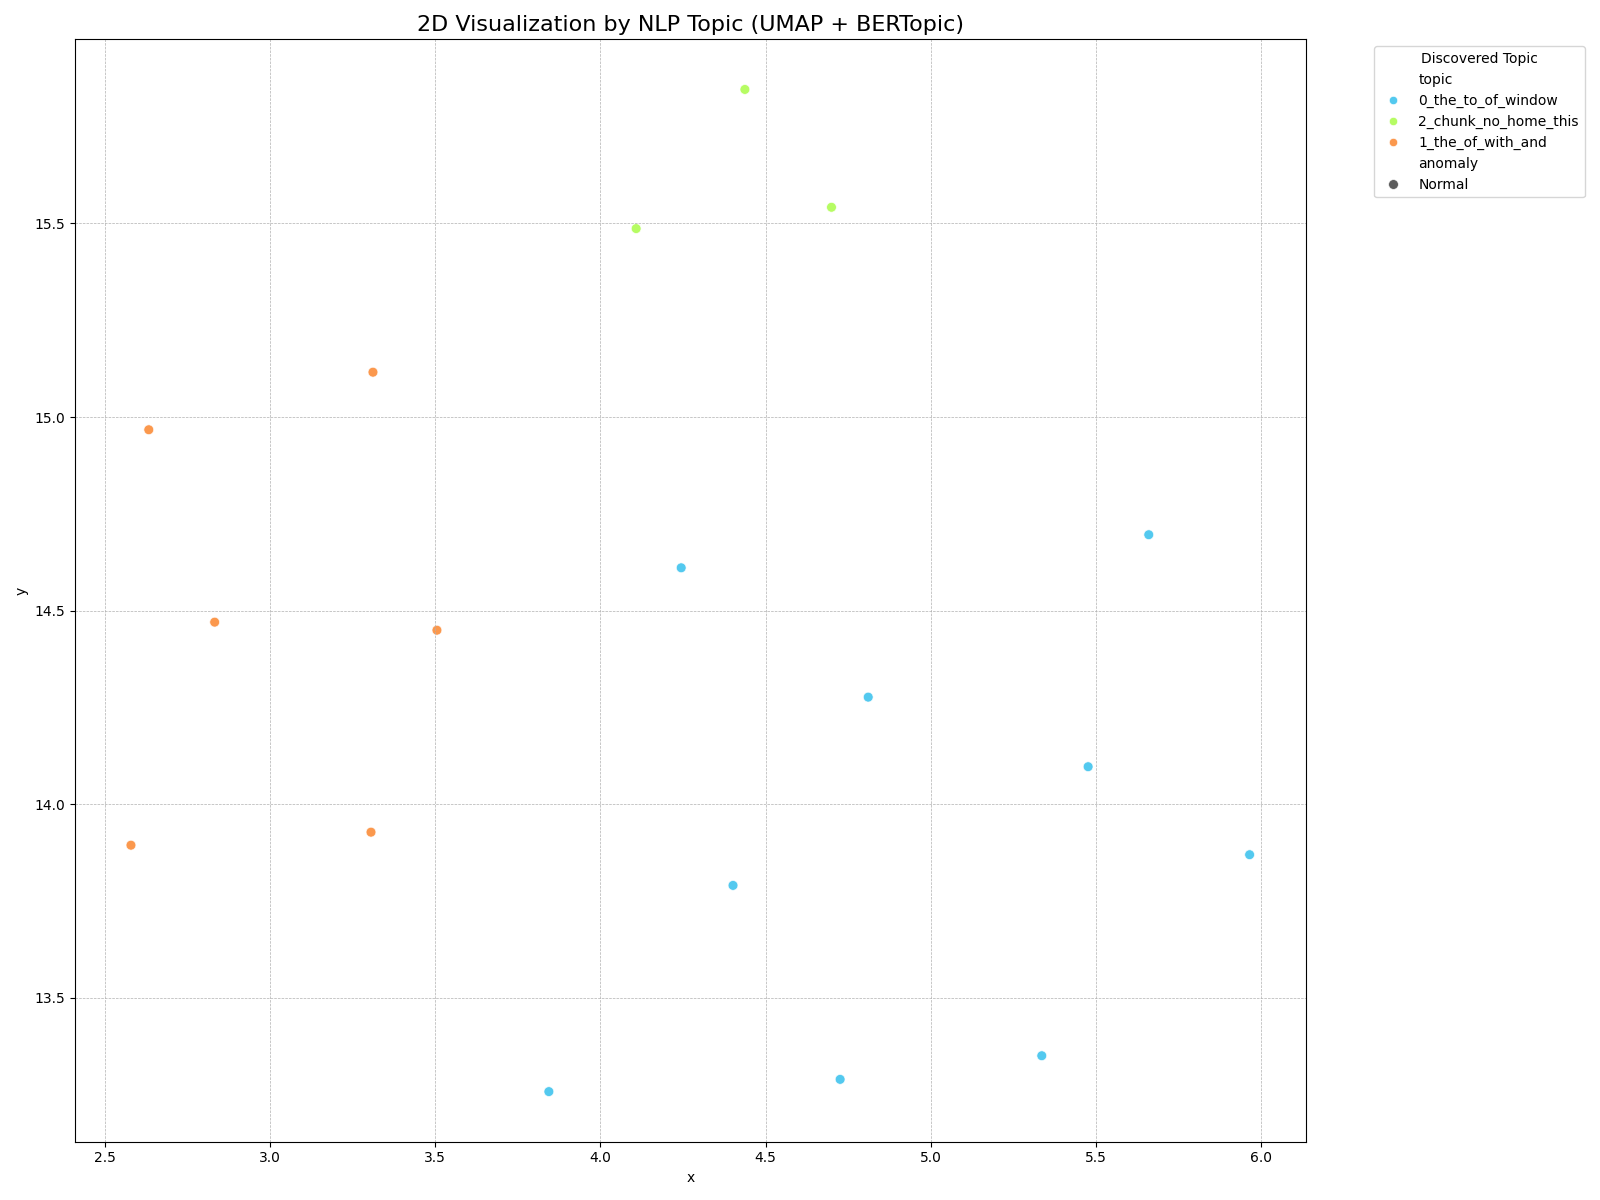 2D Visualization by NLP Topic (UMAP + BERTopic)
Discovered Topic
topic
0_the_to_of_window
2_chunk_no_home_this
1_the_of_with_and
anomaly
Normal
15.5
15.0
14.5
14.0
13.5
y
2.5 3.0 3.5 4.0 4.5 5.0 5.5 6.0
x